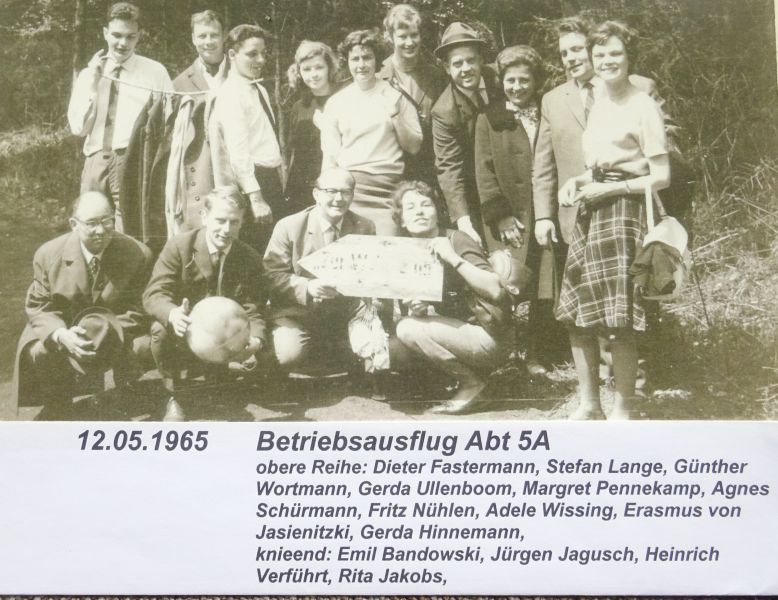 12.05.1965 Betriebsausflug Abt 5A
obere Reihe: Dieter Fastermann, Stefan Lange, Günther
Wortmann, Gerda Ullenboom, Margret Pennekamp, Agnes
Schürmann, Fritz Nühlen, Adele Wissing, Erasmus von
Jasienitzki, Gerda Hinnemann,
knieend: Emil Bandowski, Jürgen Jagusch, Heinrich
Verführt, Rita Jakobs,